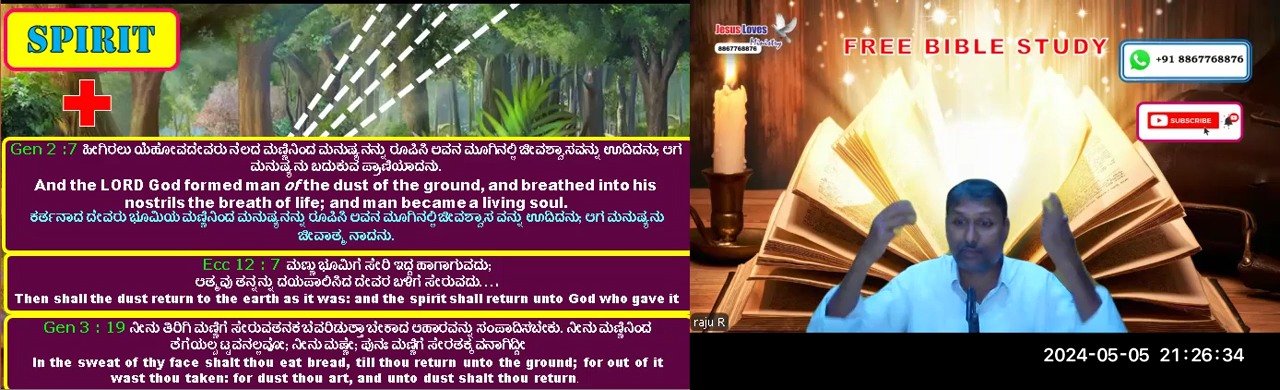 SPIRIT
Gen 2 :7 ಹೀಗಿರಲು ಯೆಹೋವದೇವರು ನೆಲದ ಮಣ್ಣಿನಿಂದ ಮನುಷ್ಯನನ್ನು ರೂಪಿಸಿ ಅವನ ಮೂಗಿನಲ್ಲಿ ಜೀವಶ್ವಾಸವನ್ನು ಊದಿದನು; ಆಗ
ಮನುಷ್ಯನು ಬದುಕುವ ಪ್ರಾಣಿಯಾದನು.
And the LORD God formed man of the dust of the ground, and breathed into his
nostrils the breath of life; and man became a living soul.
ಕರ್ತನಾದ ದೇವರು ಭೂಮಿಯ ಮಣ್ಣಿನಿಂದ ಮನುಷ್ಯನನ್ನು ರೂಪಿಸಿ ಅವನ ಮೂಗಿನಲ್ಲಿ ಜೀವಶ್ವಾಸ ವನ್ನು ಊದಿದನು; ಆಗ ಮನುಷ್ಯನು
ಜೀವಾತ್ಮ ನಾದನು.
Ecc 12 : 7 ಮಣ್ಣು ಭೂಮಿಗೆ ಸೇರಿ ಇದ್ದ ಹಾಗಾಗುವದು;
ಆತ್ಮವು ತನ್ನನ್ನು ದಯಪಾಲಿಸಿದ ದೇವರ ಬಳಿಗೆ ಸೇರುವದು....
Then shall the dust return to the earth as it was: and the spirit shall return unto God who gave it
Gen 3 : 19 ನೀನು ತಿರಿಗಿ ಮಣ್ಣಿಗೆ ಸೇರುವತನಕ ಬೆವರಿಡುತ್ತಾ ಬೇಕಾದ ಆಹಾರವನ್ನು ಸಂಪಾದಿಸಬೇಕು. ನೀನು ಮಣ್ಣಿನಿಂದ
ತೆಗೆಯಲ್ಪಟ್ಟವನಲ್ಲವೋ; ನೀನು ಮಣ್ಣೇ; ಪುನಃ ಮಣ್ಣಿಗೆ ಸೇರತಕ್ಕವನಾಗಿದ್ದೀ
In the sweat of thy face shalt thou eat bread, till thou return unto the ground; for out of it
wast thou taken: for dust thou art, and unto dust shalt thou return.
Jesus Loves
Ministry
8867768876
FREE BIBLE STUDY
+91 8867768876
SUBSCRIBE
raju R
2024-05-05 21:26:34